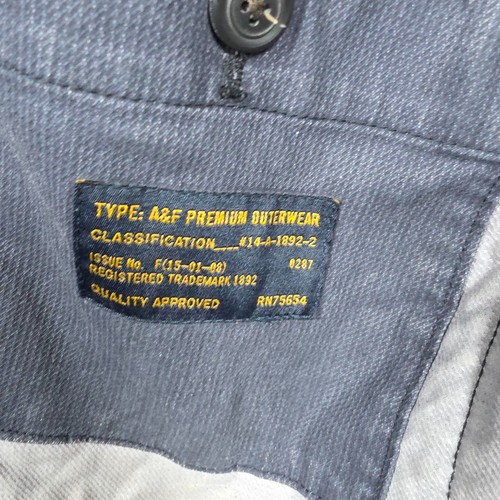 TYPE: A&F PREMIUM OUTERWEAR
CLASSIFICATION___#14-A-1892-2
ISSUE No. F(15-01-08) 0287
REGISTERED TRADEMARK 1892
QUALITY APPROVED RN75654